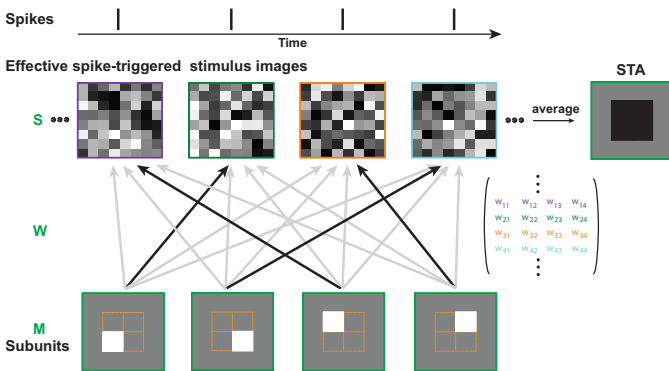 Spikes
Time
Effective spike-triggered stimulus images
STA
S
average
W
w11 w12 w13 w14
w21 w22 w23 w24
w31 w32 w33 w34
w41 w42 w43 w44
M
Subunits